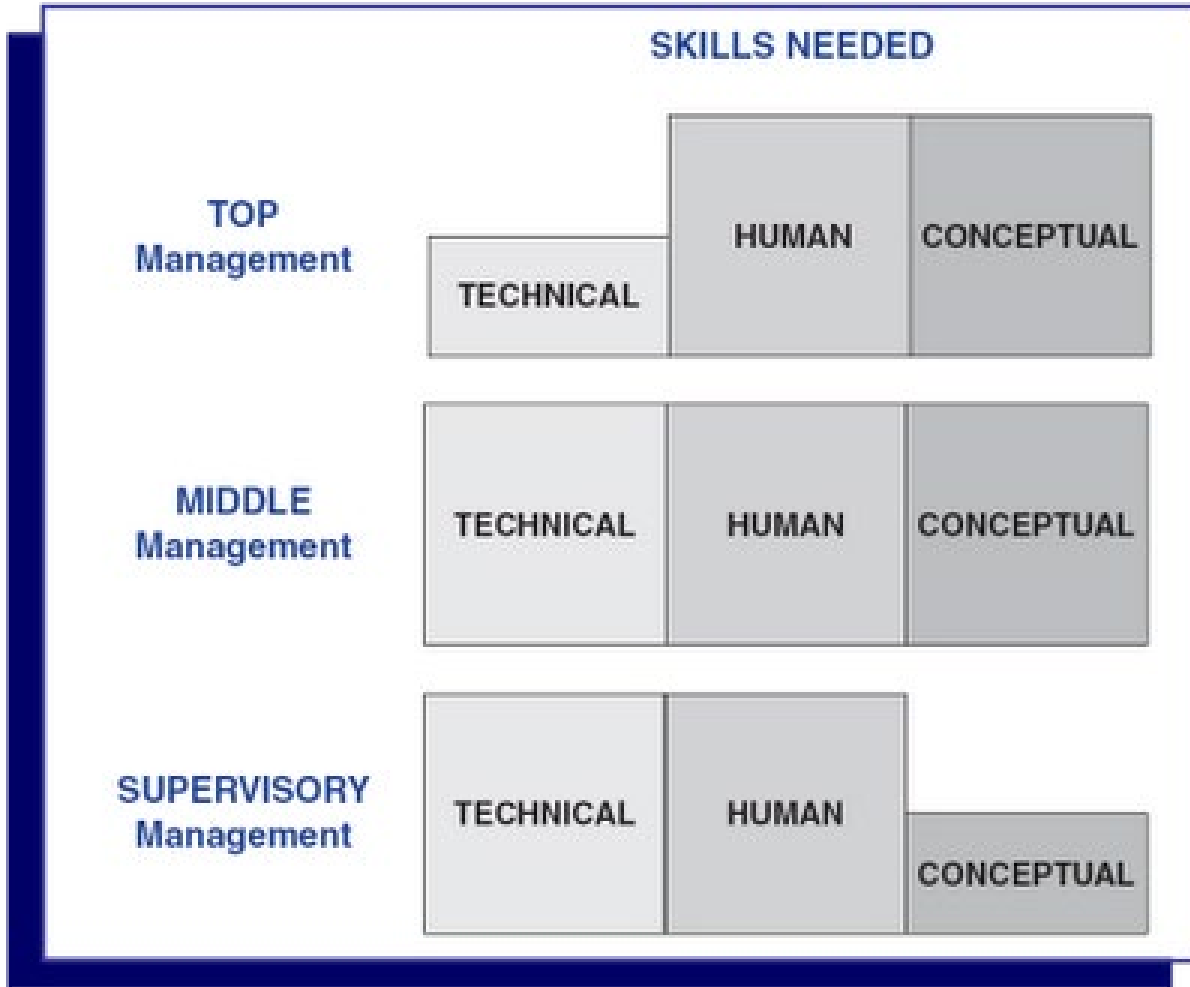 SKILLS NEEDED
TOP
Management
TECHNICAL
HUMAN
CONCEPTUAL
MIDDLE
Management
TECHNICAL
HUMAN
CONCEPTUAL
SUPERVISORY
Management
TECHNICAL
HUMAN
CONCEPTUAL